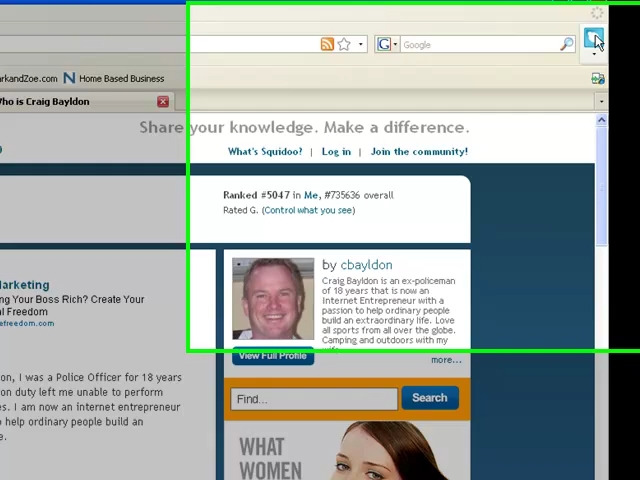 Google
arkandZoe.com
Home Based Business
ho is Craig Bayldon
Share your knowledge. Make a difference.
What's Squidoo? | Log in | Join the community!
Ranked #5047 in Me, #735636 overall
Rated G. (Control what you see)
arketing
ng Your Boss Rich? Create Your
l Freedom
efreedom.com
by cbayldon
Craig Bayldon is an ex-policeman
of 18 years that is now an
Internet Entrepreneur with a
passion to help ordinary people
build an extraordinary life. Love
all sports from all over the globe.
Camping and outdoors with my
wife
View Full Profile
more...
on, I was a Police Officer for 18 years
on duty left me unable to perform
es. I am now an internet entrepreneur
o help ordinary people build an
e.
Find...
Search
WHAT
WOMEN